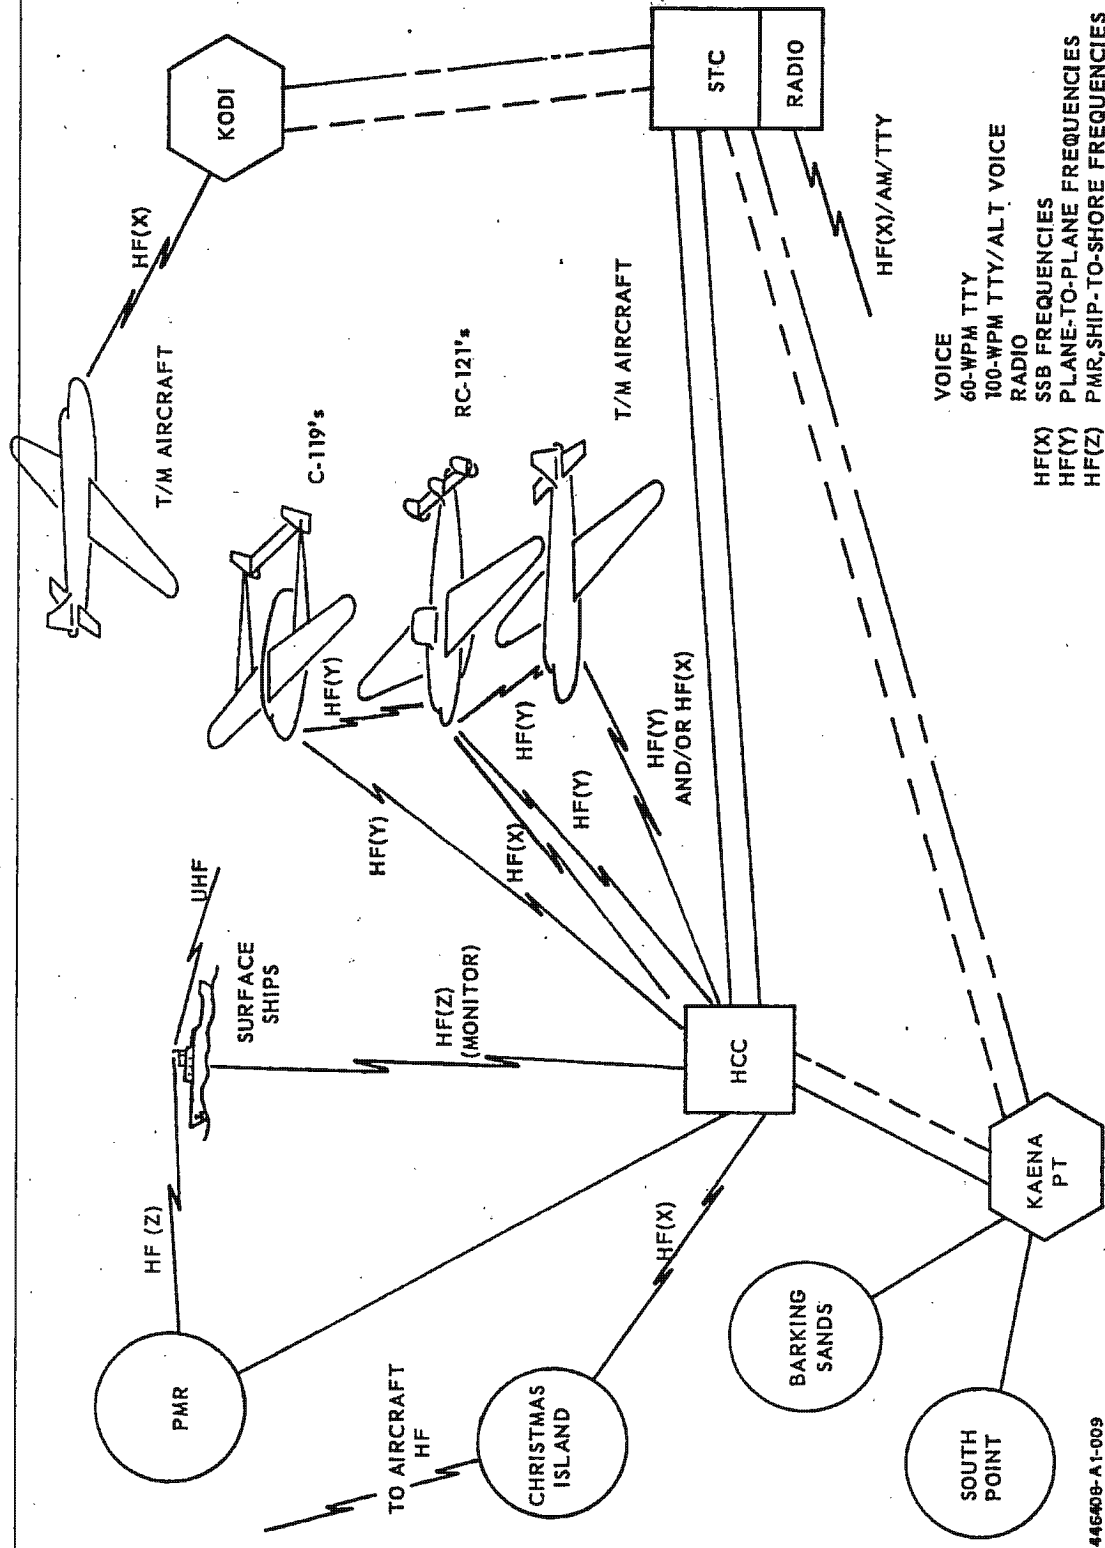 KODI
HF(X)
T/M AIRCRAFT
STC
RADIO
HF(X)/AM/TTY
C-119's
RC-121's
T/M AIRCRAFT
HF(Y)
HF(Y)
HF(Y)
HF(X)
HF(Y)
HF(Y)
AND/OR HF(X)
UHF
SURFACE
SHIPS
HF(Z)
(MONITOR)
HCC
HF (Z)
PMR
HF(X)
TO AIRCRAFT
HF
CHRISTMAS
ISLAND
BARKING
SANDS
SOUTH
POINT
KAENA
PT
VOICE
60-WPM TTY
100-WPM TTY/ALT VOICE
RADIO
HF(X) SSB FREQUENCIES
HF(Y) PLANE-TO-PLANE FREQUENCIES
HF(Z) PMR,SHIP-TO-SHORE FREQUENCIES
446408-A1-009